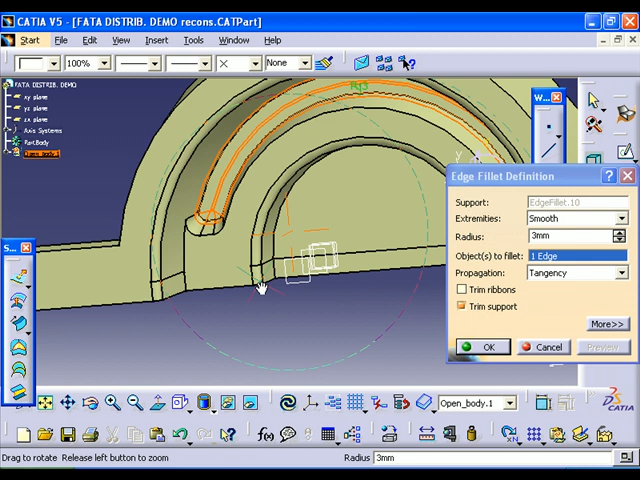 CATIA V5 - [FATA DISTRIB. DEMO recons.CATPart]
Start File Edit View Insert Tools Window Help
100% None
FATA DISTRIB. DEMO
xy plane
yz plane
zx plane
Axis Systems
PartBody
Open_body.1
W...
y
Edge Fillet Definition
Support: EdgeFillet.10
Extremities: Smooth
Radius: 3mm
Object(s) to fillet: 1 Edge
Propagation: Tangency
Trim ribbons
Trim support
More>>
OK Cancel Preview
S...
Open_body.1
CATIA
f(x)
Drag to rotate Release left button to zoom Radius 3mm